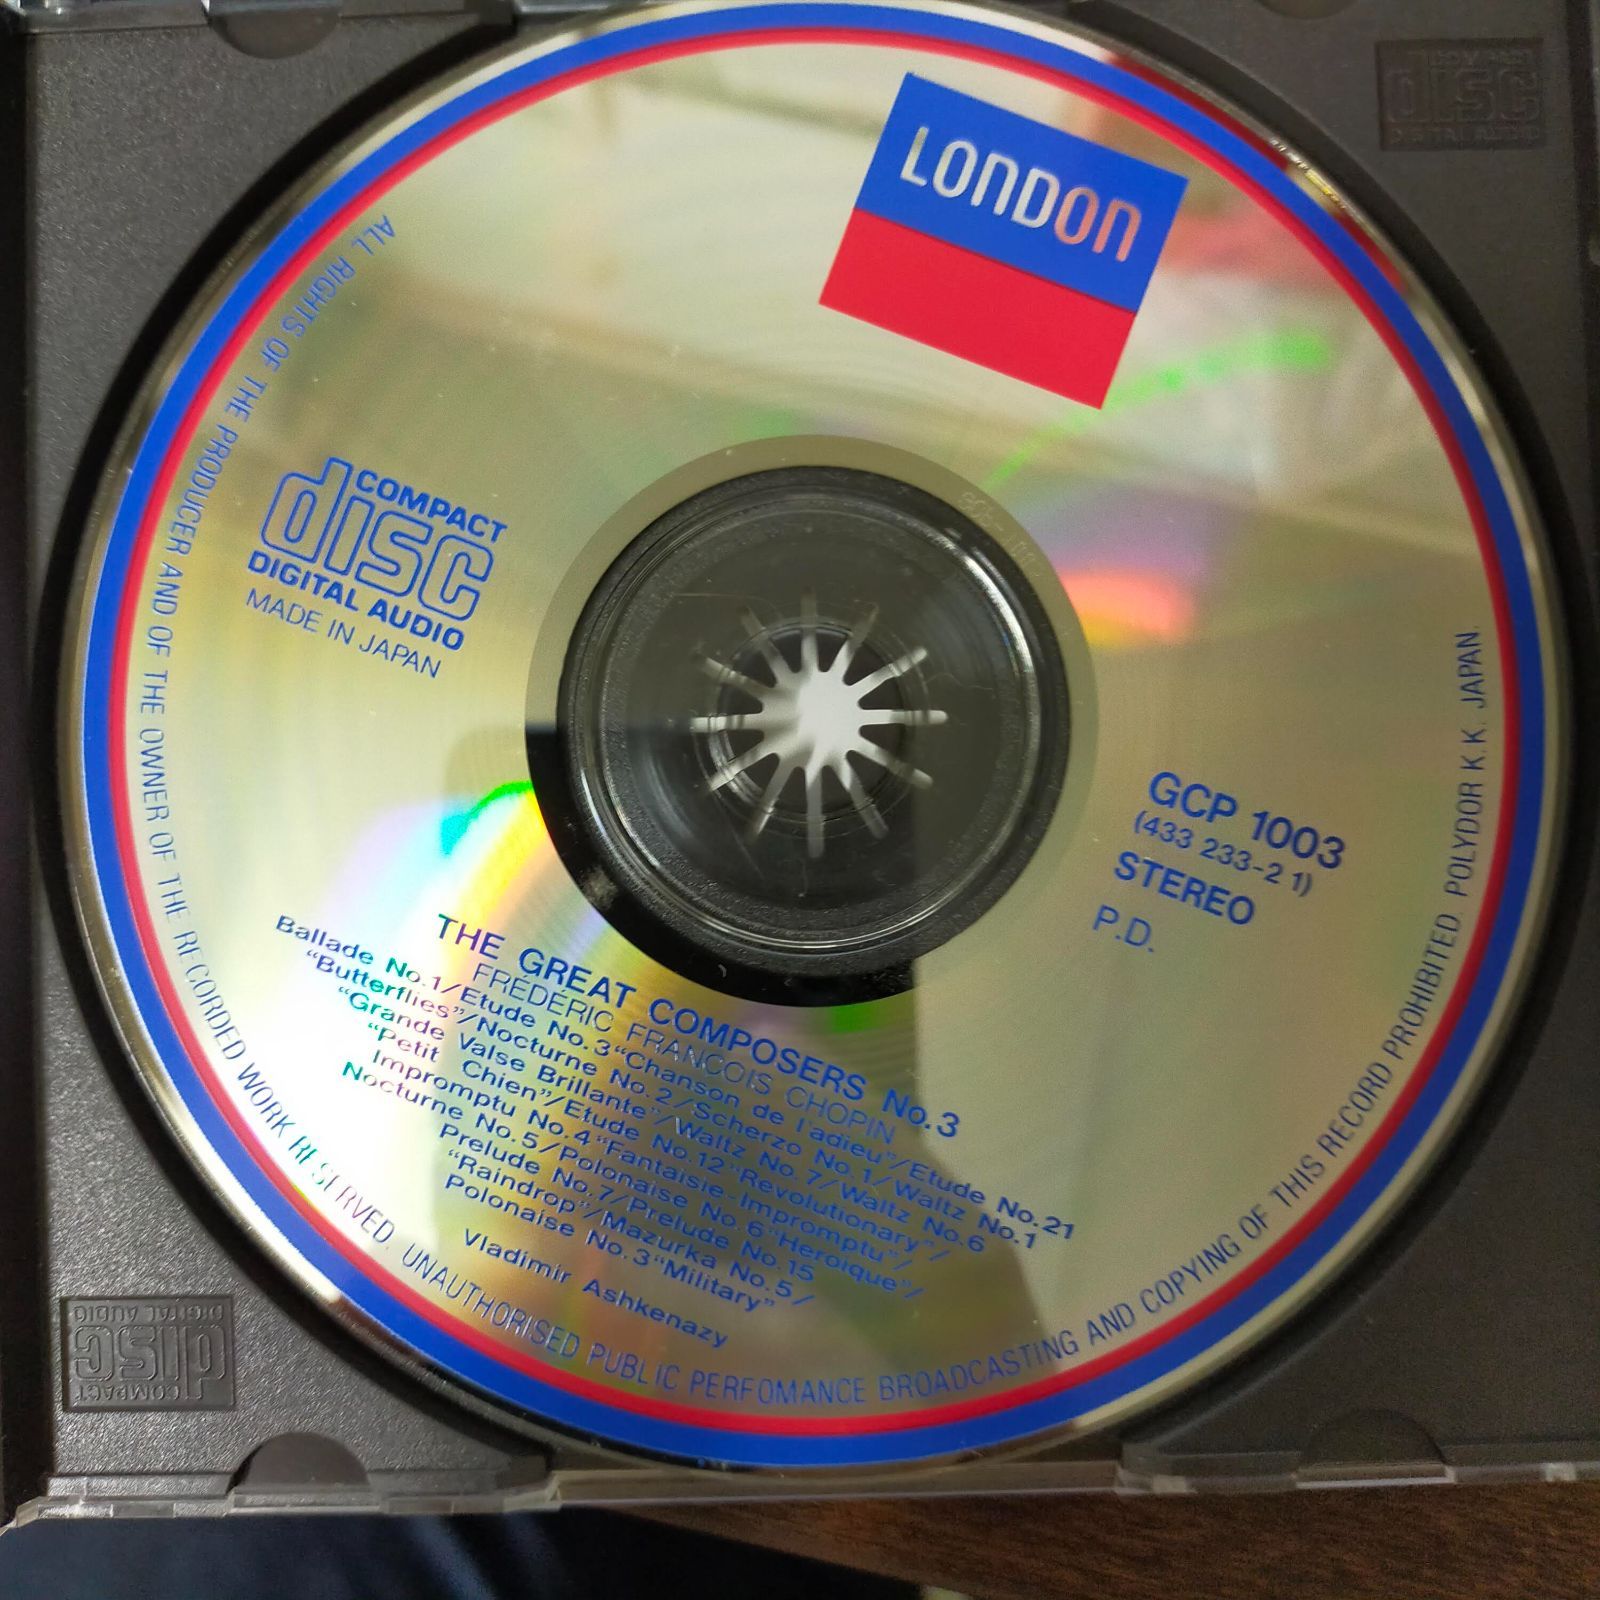 LONDON
COMPACT
disc
DIGITAL AUDIO
MADE IN JAPAN
GCP 1003
(433 233-2 1)
STEREO
P.D.
THE GREAT COMPOSERS No.3
FRÉDÉRIC FRANCOIS CHOPIN
Ballade No.1/Etude No.3“Chanson de l'adieu”/Etude No.21
“Butterflies”/Nocturne No.2/Scherzo No.1/Waltz No.1
“Grande Valse Brillante”/Waltz No.7/Waltz No.6
“Petit Chien”/Etude No.12“Revolutionary”/
Impromptu No.4“Fantaisie-Impromptu”/
Nocturne No.5/Polonaise No.6“Heroique”/
Prelude No.7/Prelude No.15
“Raindrop”/Mazurka No.5/
Polonaise No.3“Military”
Vladimir Ashkenazy
ALL RIGHTS OF THE PRODUCER AND OF THE OWNER OF THE RECORDED WORK RESERVED. UNAUTHORISED PUBLIC PERFOMANCE BROADCASTING AND COPYING OF THIS RECORD PROHIBITED POLYDOR K.K. JAPAN.
COMPACT
disc
DIGITAL AUDIO
COMPACT
disc
DIGITAL AUDIO